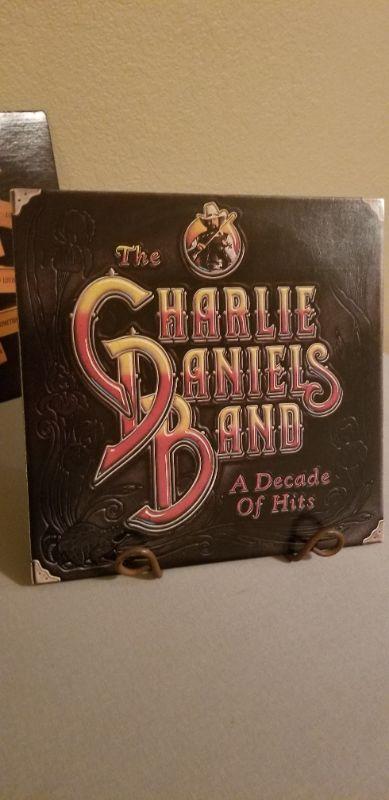 The
Charlie
Daniels
Band
A Decade
Of Hits